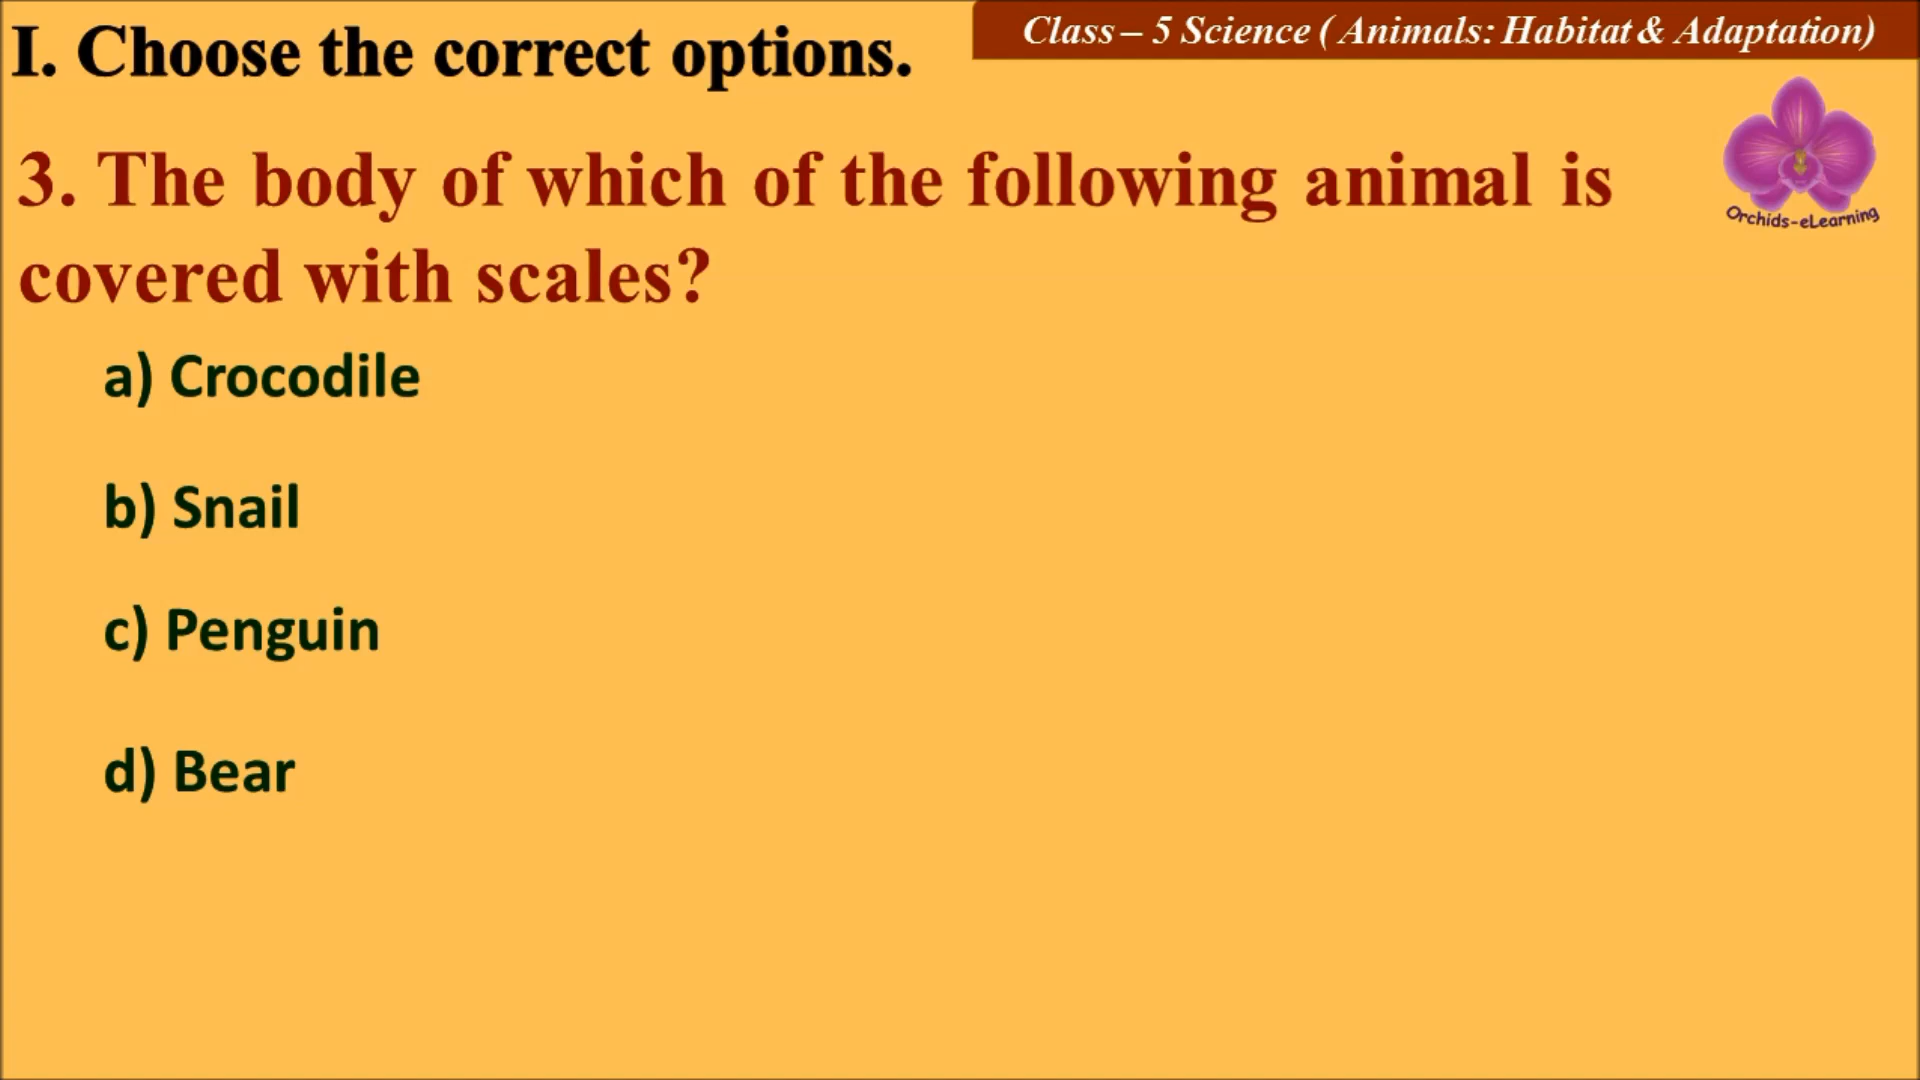 I. Choose the correct options.
Class – 5 Science ( Animals: Habitat & Adaptation)
Orchids-eLearning
3. The body of which of the following animal is
covered with scales?
a) Crocodile
b) Snail
c) Penguin
d) Bear